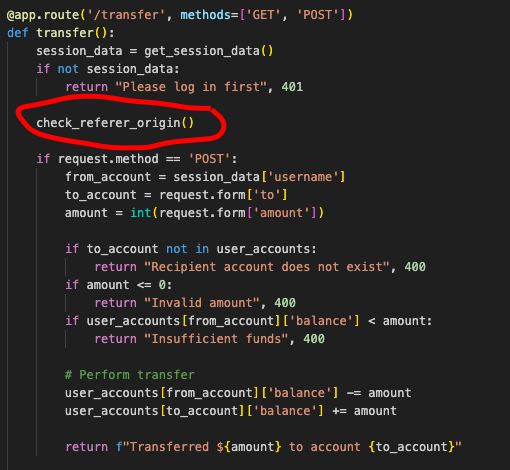 @app.route('/transfer', methods=['GET', 'POST'])
def transfer():
    session_data = get_session_data()
    if not session_data:
        return "Please log in first", 401

    check_referer_origin()

    if request.method == 'POST':
        from_account = session_data['username']
        to_account = request.form['to']
        amount = int(request.form['amount'])

        if to_account not in user_accounts:
            return "Recipient account does not exist", 400
        if amount <= 0:
            return "Invalid amount", 400
        if user_accounts[from_account]['balance'] < amount:
            return "Insufficient funds", 400

        # Perform transfer
        user_accounts[from_account]['balance'] -= amount
        user_accounts[to_account]['balance'] += amount

        return f"Transferred ${amount} to account {to_account}"